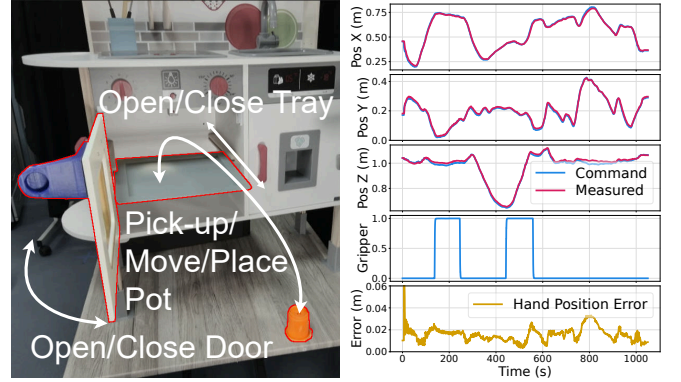 Open/Close Tray
Pick-up/
Move/Place
Pot
Open/Close Door
Pos X (m)
0.75
0.50
0.25
Pos Y (m)
0.4
0.2
0.0
Pos Z (m)
1.0
Command
Measured
Gripper
1.0
0.5
0.0
Error (m)
0.06
0.04
0.02
0.00
Hand Position Error
0
200
400
600
800
1000
Time (s)